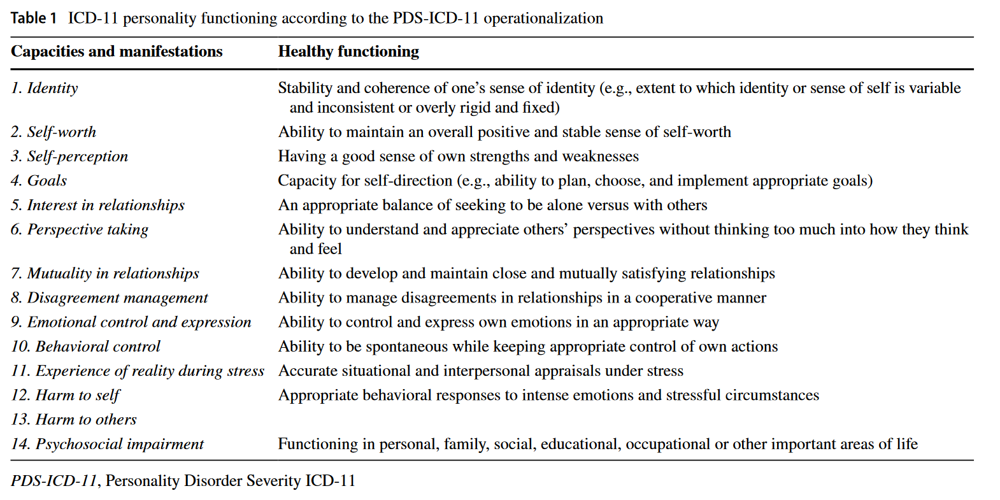 Table 1 ICD-11 personality functioning according to the PDS-ICD-11 operationalization
Capacities and manifestations Healthy functioning
1. Identity Stability and coherence of one’s sense of identity (e.g., extent to which identity or sense of self is variable
and inconsistent or overly rigid and fixed)
2. Self-worth Ability to maintain an overall positive and stable sense of self-worth
3. Self-perception Having a good sense of own strengths and weaknesses
4. Goals Capacity for self-direction (e.g., ability to plan, choose, and implement appropriate goals)
5. Interest in relationships An appropriate balance of seeking to be alone versus with others
6. Perspective taking Ability to understand and appreciate others’ perspectives without thinking too much into how they think
and feel
7. Mutuality in relationships Ability to develop and maintain close and mutually satisfying relationships
8. Disagreement management Ability to manage disagreements in relationships in a cooperative manner
9. Emotional control and expression Ability to control and express own emotions in an appropriate way
10. Behavioral control Ability to be spontaneous while keeping appropriate control of own actions
11. Experience of reality during stress Accurate situational and interpersonal appraisals under stress
12. Harm to self Appropriate behavioral responses to intense emotions and stressful circumstances
13. Harm to others
14. Psychosocial impairment Functioning in personal, family, social, educational, occupational or other important areas of life
PDS-ICD-11, Personality Disorder Severity ICD-11